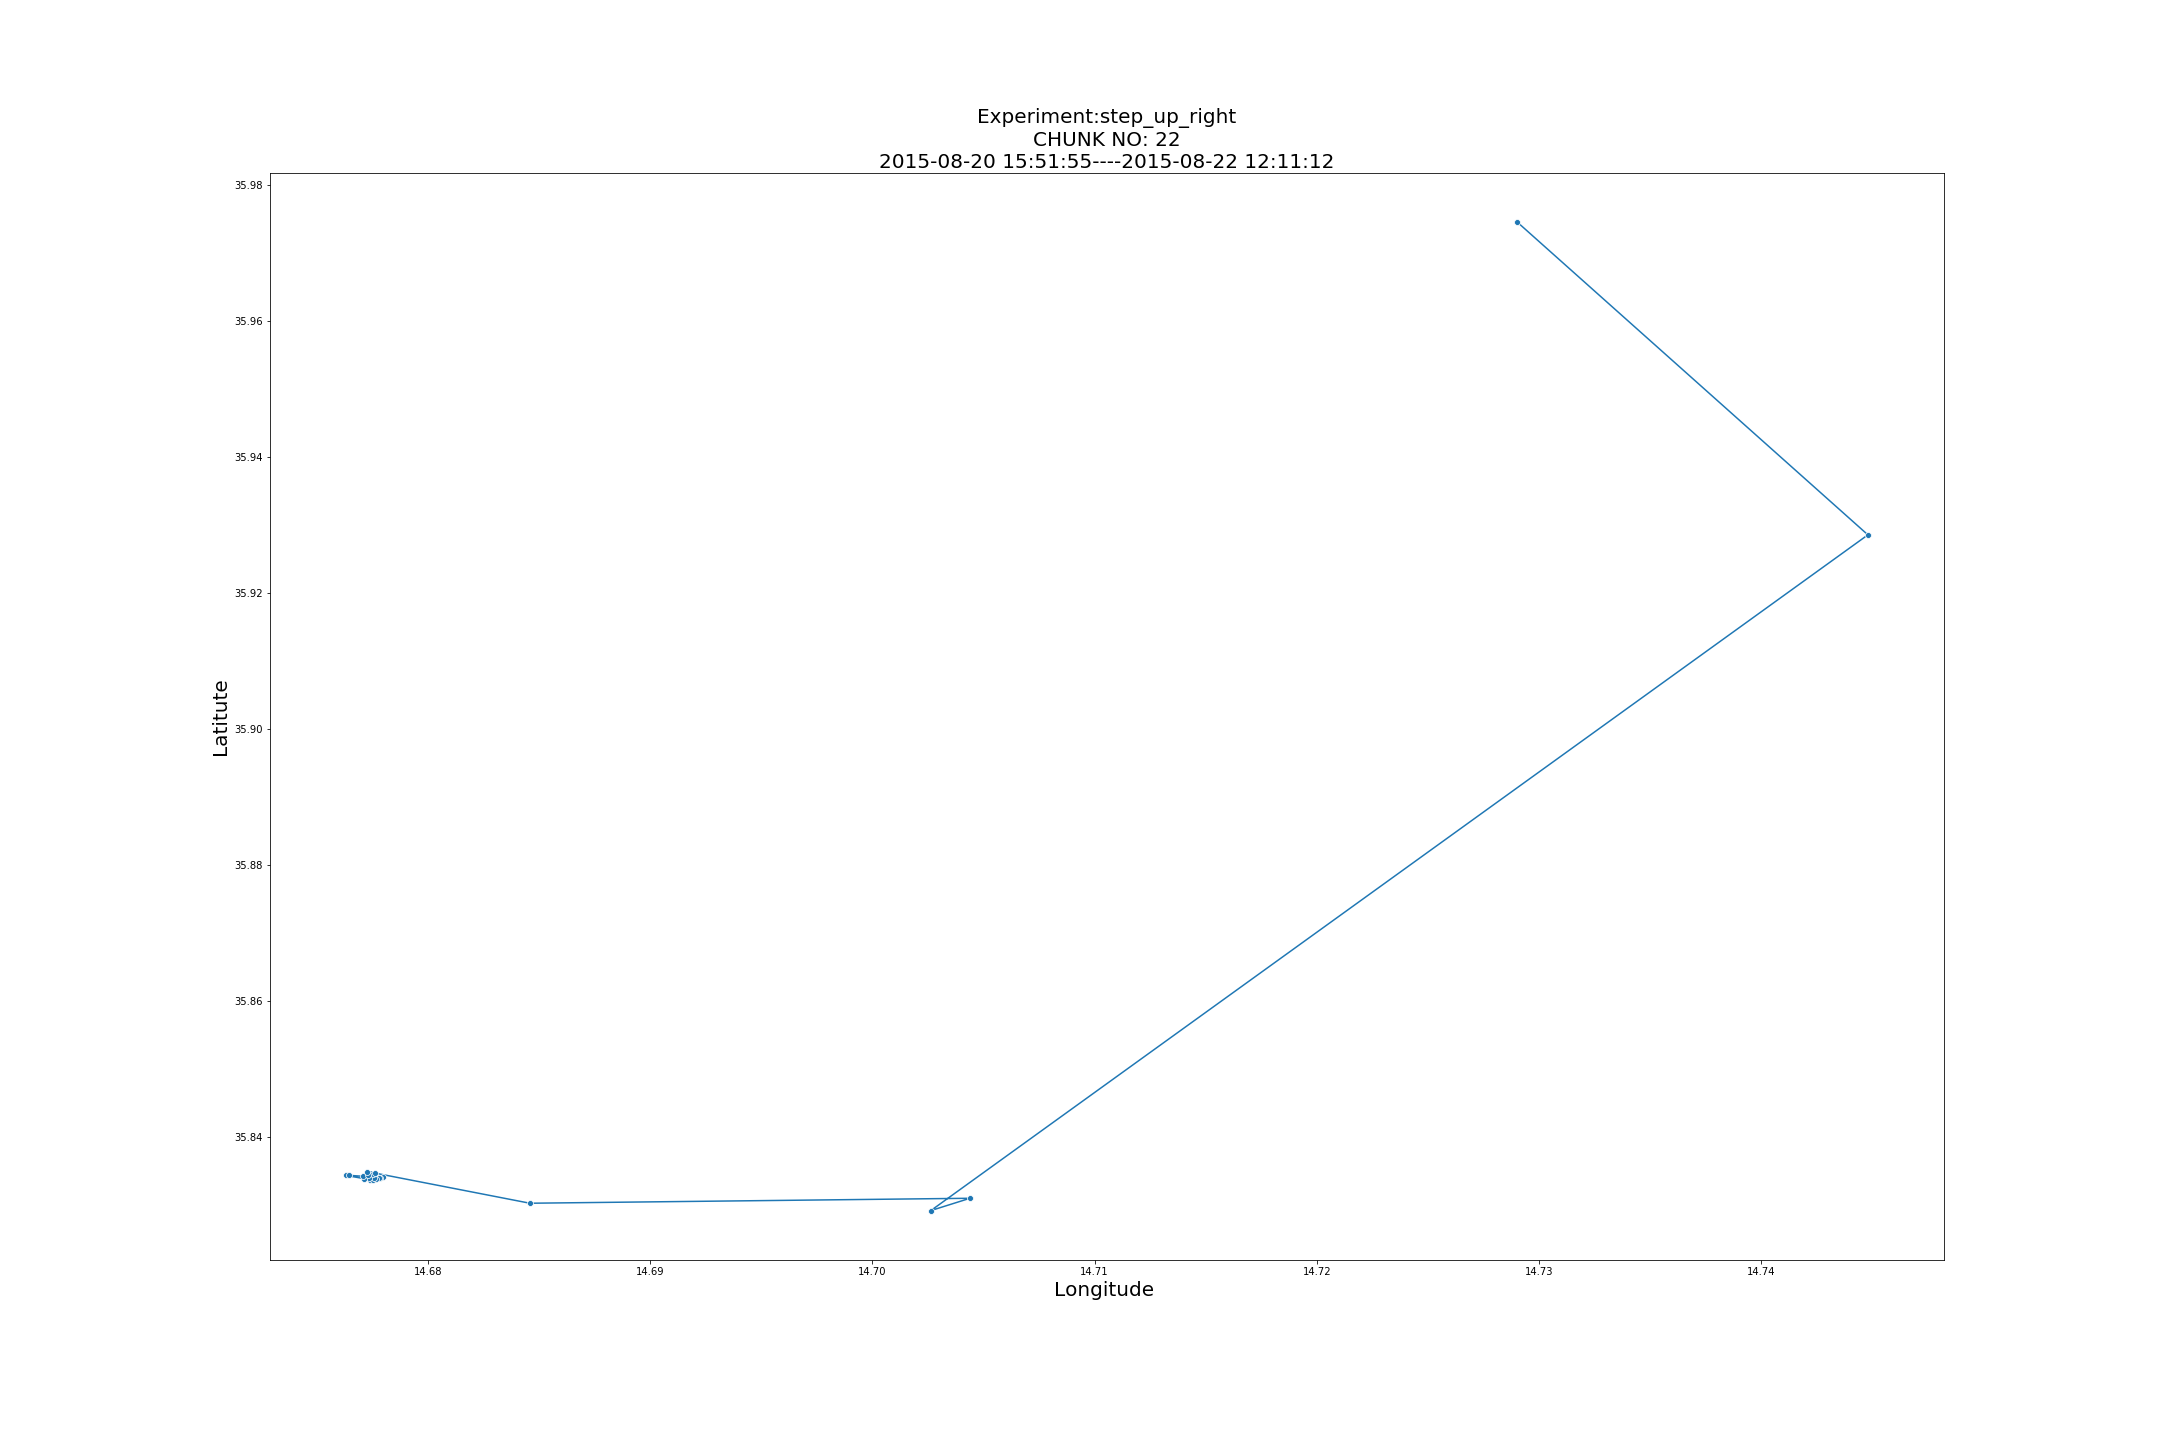 Experiment:step_up_right
CHUNK NO: 22
2015-08-20 15:51:55----2015-08-22 12:11:12
35.98
35.96
35.94
35.92
35.90
35.88
35.86
35.84
Latitute
14.68 14.69 14.70 14.71 14.72 14.73 14.74
Longitude